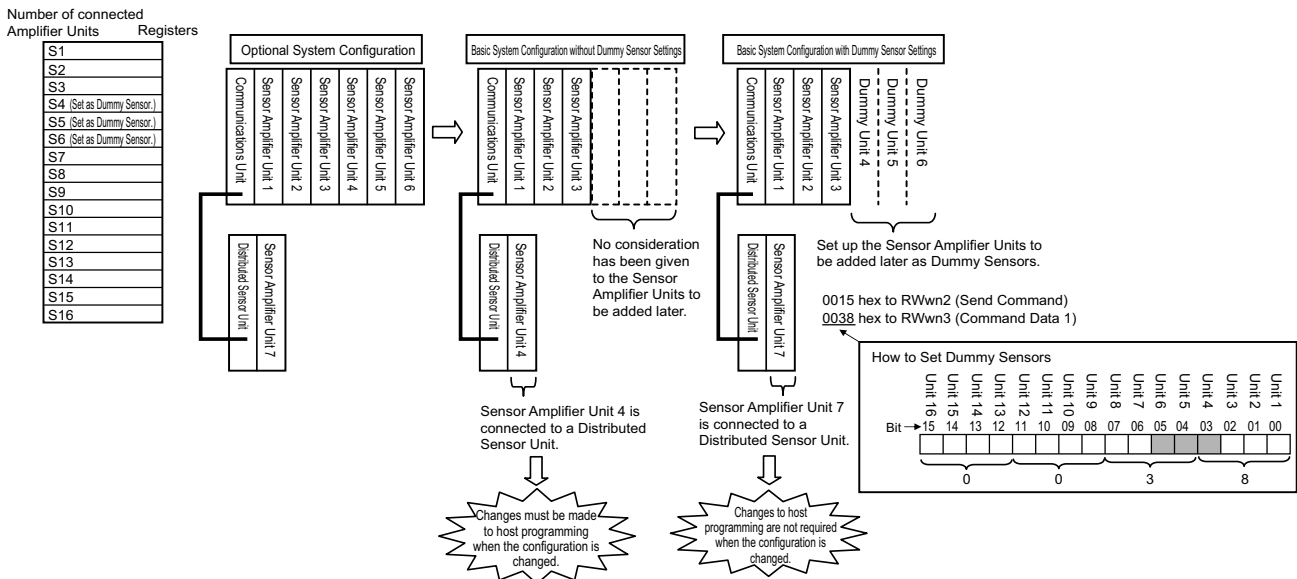 Number of connected
Amplifier Units Registers
S1
S2
S3
S4 (Set as Dummy Sensor.)
S5 (Set as Dummy Sensor.)
S6 (Set as Dummy Sensor.)
S7
S8
S9
S10
S11
S12
S13
S14
S15
S16
Optional System Configuration
Communications Unit
Sensor Amplifier Unit 1
Sensor Amplifier Unit 2
Sensor Amplifier Unit 3
Sensor Amplifier Unit 4
Sensor Amplifier Unit 5
Sensor Amplifier Unit 6
Distributed Sensor Unit
Sensor Amplifier Unit 7
Basic System Configuration without Dummy Sensor Settings
Communications Unit
Sensor Amplifier Unit 1
Sensor Amplifier Unit 2
Sensor Amplifier Unit 3
No consideration
has been given
to the Sensor
Amplifier Units to
be added later.
Distributed Sensor Unit
Sensor Amplifier Unit 4
Sensor Amplifier Unit 4 is
connected to a Distributed
Sensor Unit.
Changes must be made
to host programming
when the configuration is
changed.
Basic System Configuration with Dummy Sensor Settings
Communications Unit
Sensor Amplifier Unit 1
Sensor Amplifier Unit 2
Sensor Amplifier Unit 3
Dummy Unit 4
Dummy Unit 5
Dummy Unit 6
Set up the Sensor Amplifier Units to
be added later as Dummy Sensors.
Distributed Sensor Unit
Sensor Amplifier Unit 7
Sensor Amplifier Unit 7
is connected to a
Distributed Sensor Unit.
Changes to host
programming are not required
when the configuration is
changed.
0015 hex to RWwn2 (Send Command)
0038 hex to RWwn3 (Command Data 1)
How to Set Dummy Sensors
Unit 16 Unit 15 Unit 14 Unit 13 Unit 12 Unit 11 Unit 10 Unit 9 Unit 8 Unit 7 Unit 6 Unit 5 Unit 4 Unit 3 Unit 2 Unit 1
Bit 15 14 13 12 11 10 09 08 07 06 05 04 03 02 01 00
0 0 3 8